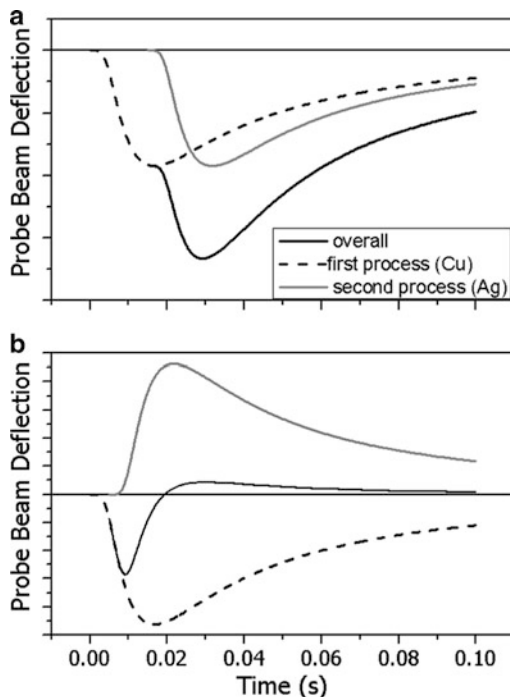 a
Probe Beam Deflection
overall
first process (Cu)
second process (Ag)
b
Probe Beam Deflection
0.00 0.02 0.04 0.06 0.08 0.10
Time (s)